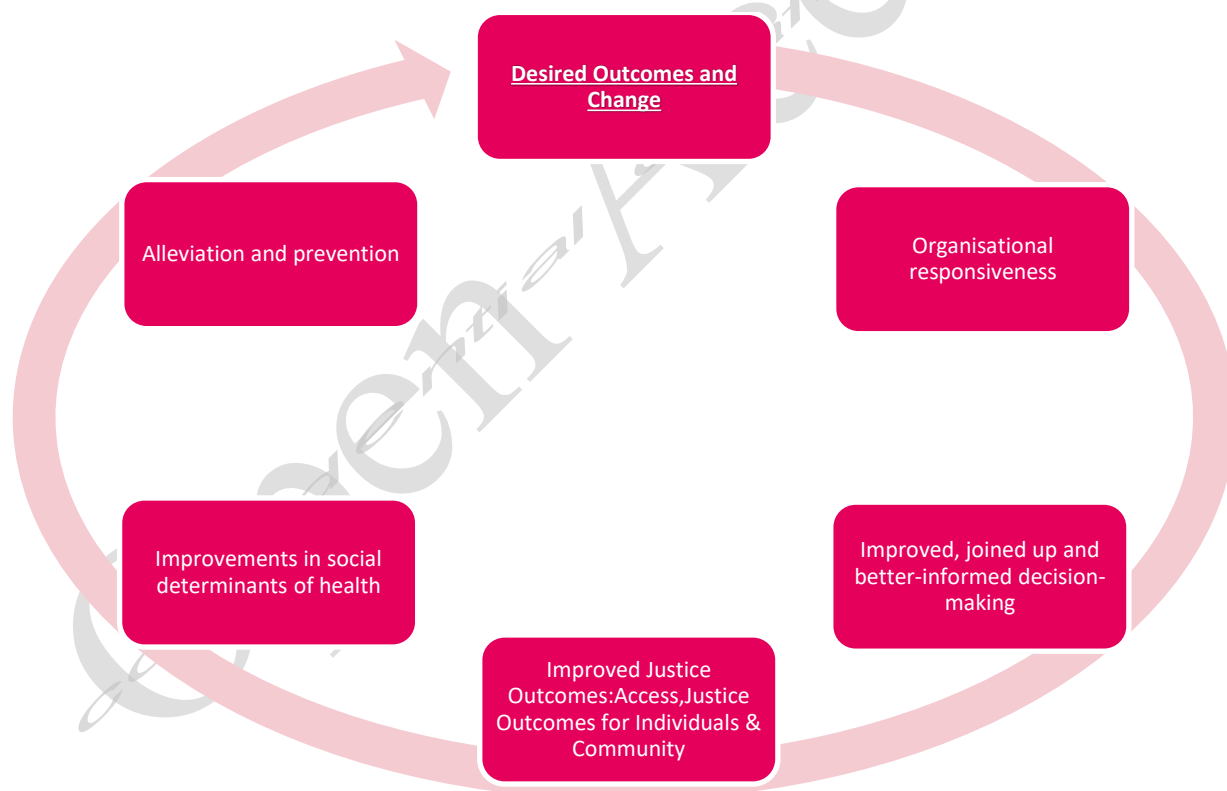 Desired Outcomes and
Change
Organisational
responsiveness
Improved, joined up and
better-informed decision-
making
Improved Justice
Outcomes:Access,Justice
Outcomes for Individuals &
Community
Improvements in social
determinants of health
Alleviation and prevention